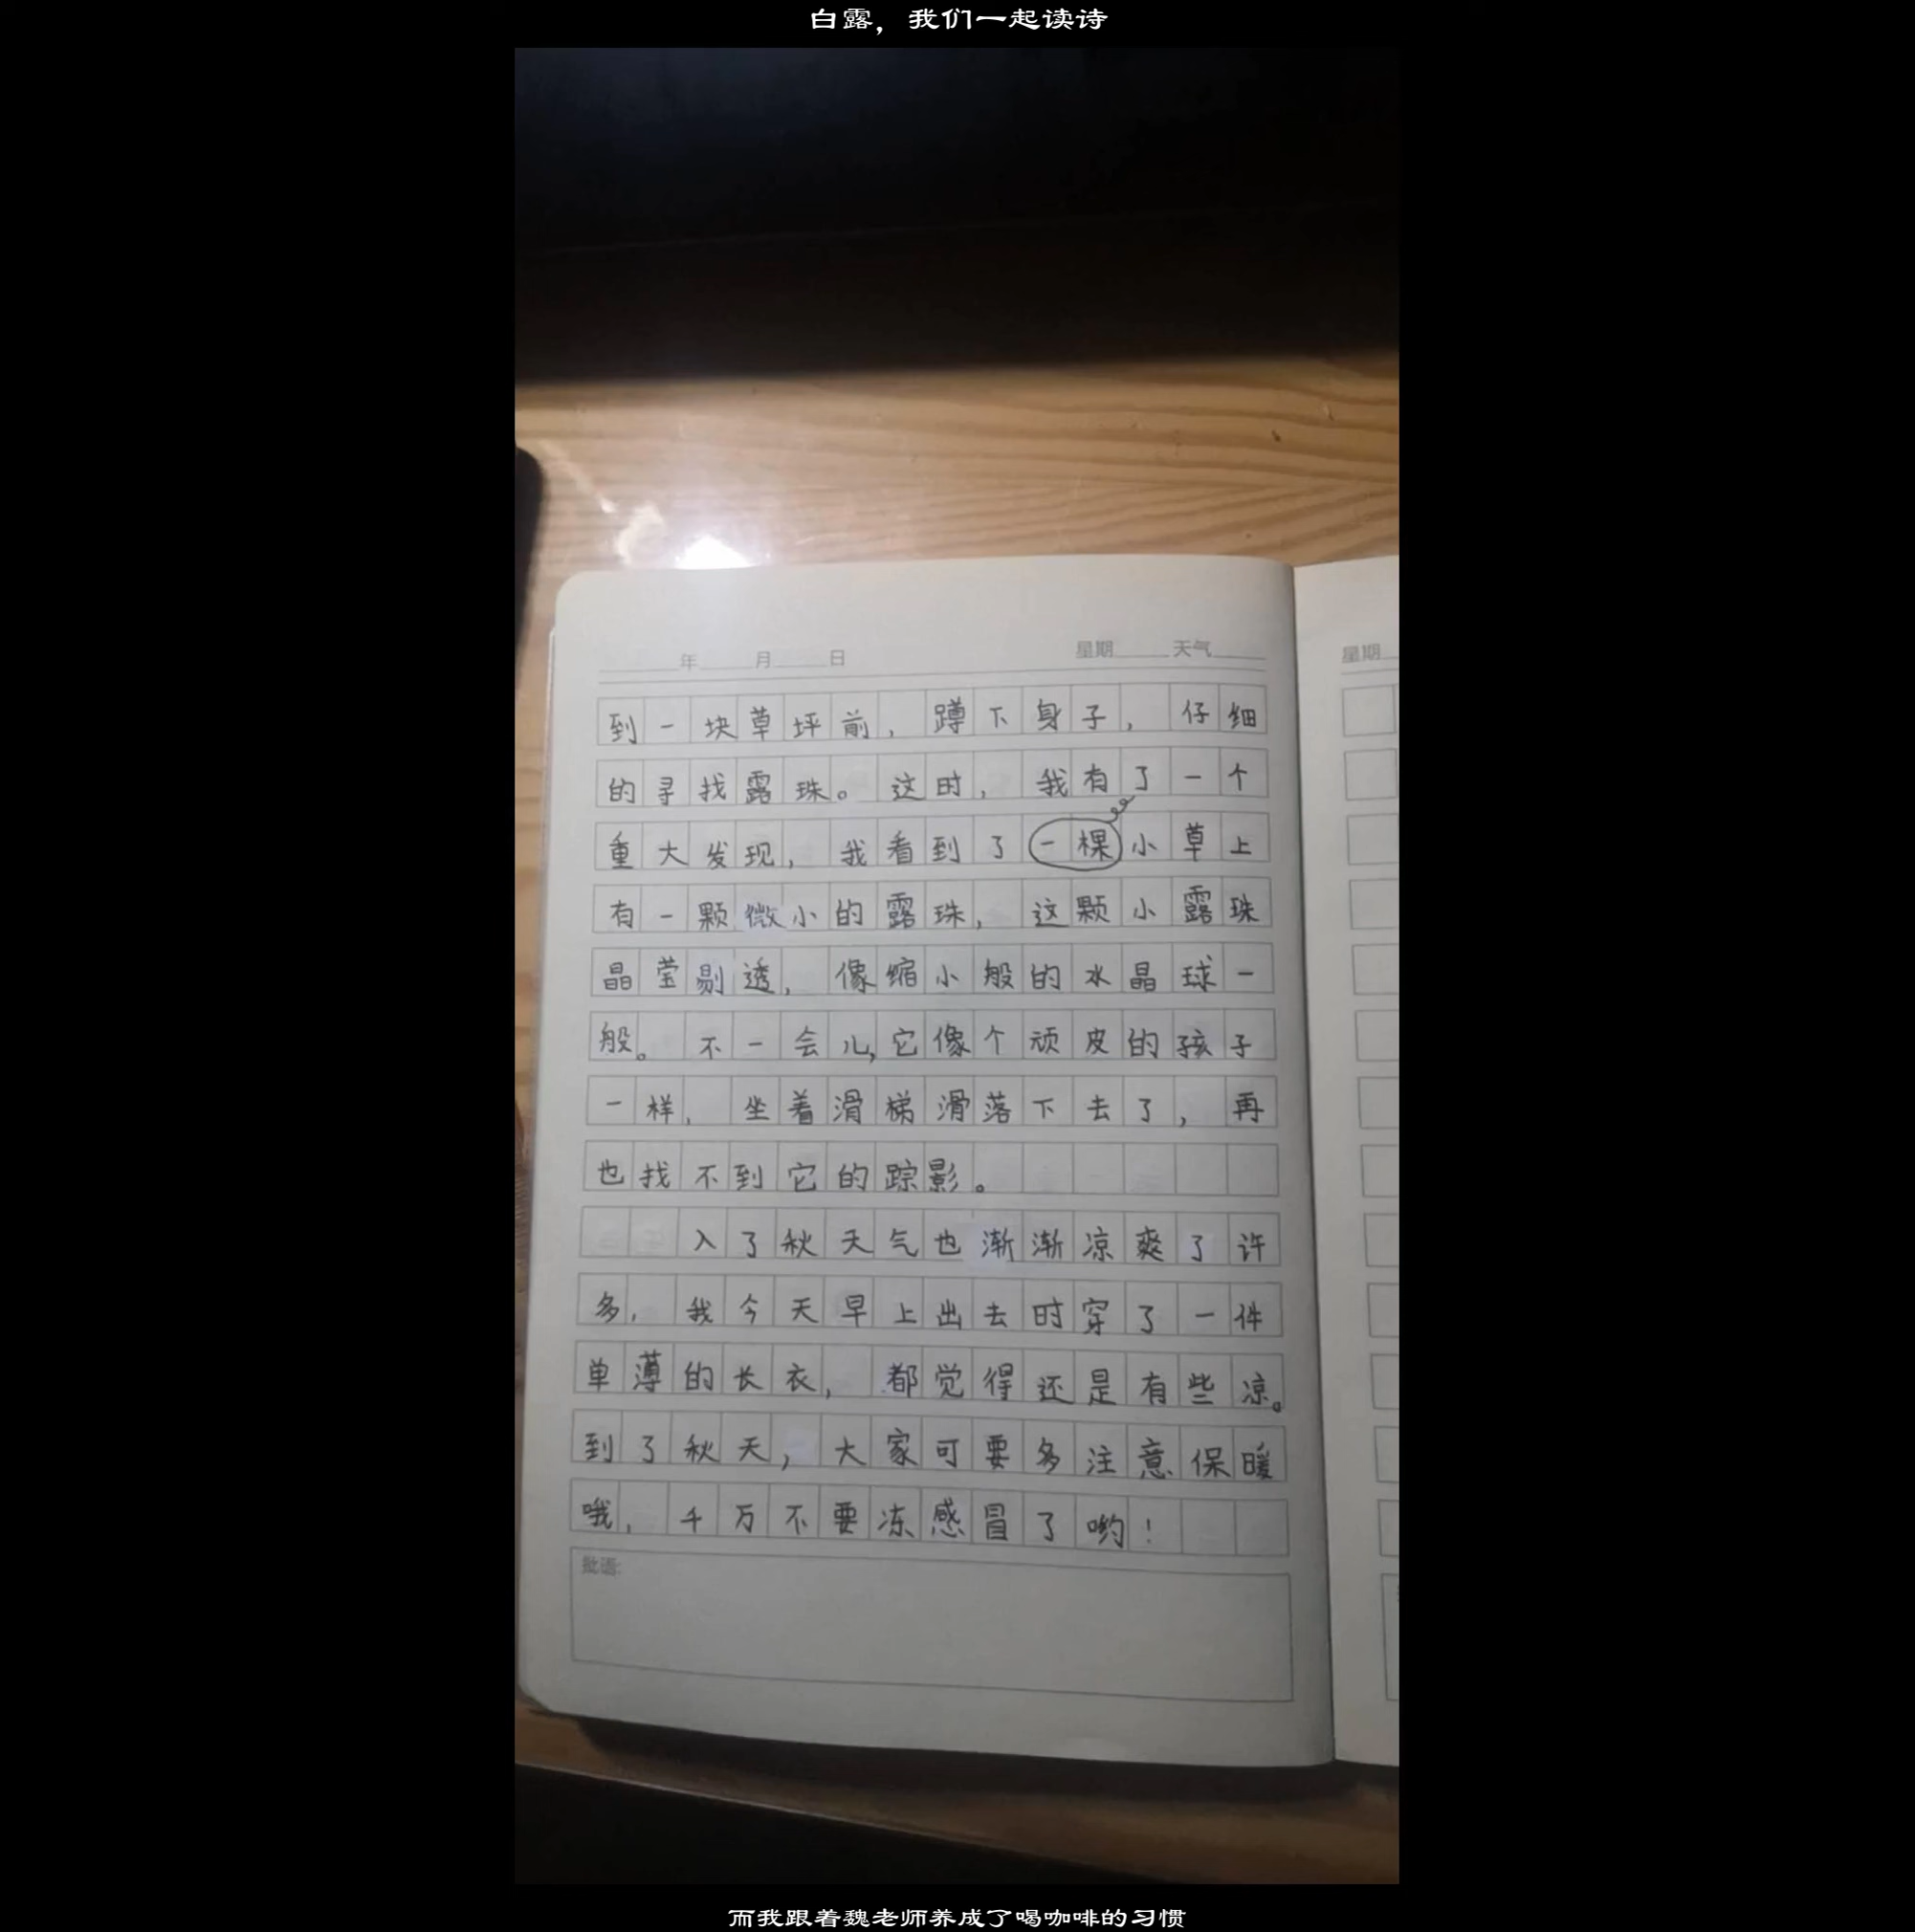 白露，我们一起读诗
年 月 日 星期 天气
星期
到一块草坪前，蹲下身子，仔细
的寻找露珠。这时，我有了一个
重大发现，我看到了一棵小草上
有一颗微小的露珠，这颗小露珠
晶莹剔透，像缩小般的水晶球一
般。不一会儿，它像个顽皮的孩子
一样，坐着滑梯滑落下去了，再
也找不到它的踪影。
入了秋天气也渐渐凉爽了许
多，我今天早上出去时穿了一件
单薄的长衣，都觉得还是有些凉。
到了秋天，大家可要多注意保暖
哦，千万不要冻感冒了哟！
批语:
而我跟着魏老师养成了喝咖啡的习惯